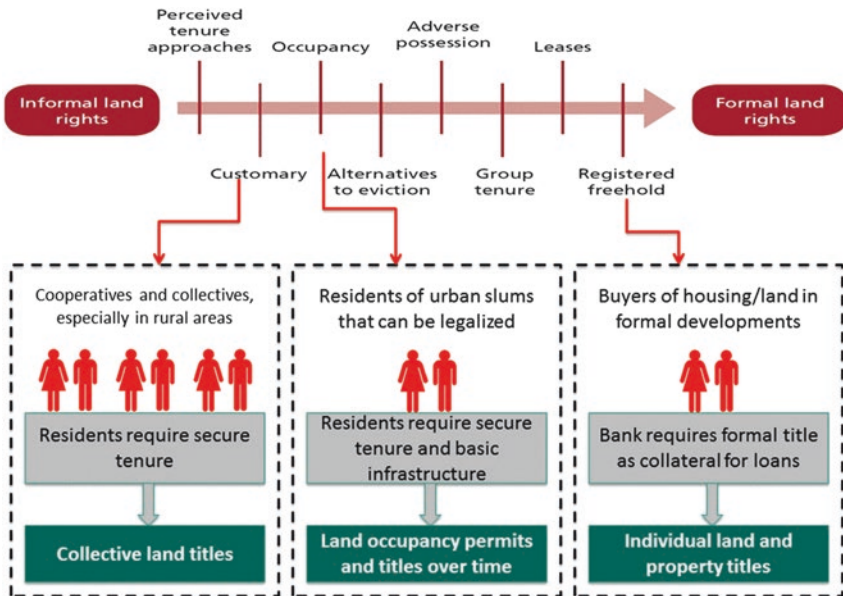 Perceived
tenure
approaches
Occupancy
Adverse
possession
Leases
Informal land
rights
Formal land
rights
Customary
Alternatives
to eviction
Group
tenure
Registered
freehold
Cooperatives and collectives,
especially in rural areas
Residents require secure
tenure
Collective land titles
Residents of urban slums
that can be legalized
Residents require secure
tenure and basic
infrastructure
Land occupancy permits
and titles over time
Buyers of housing/land in
formal developments
Bank requires formal title
as collateral for loans
Individual land and
property titles